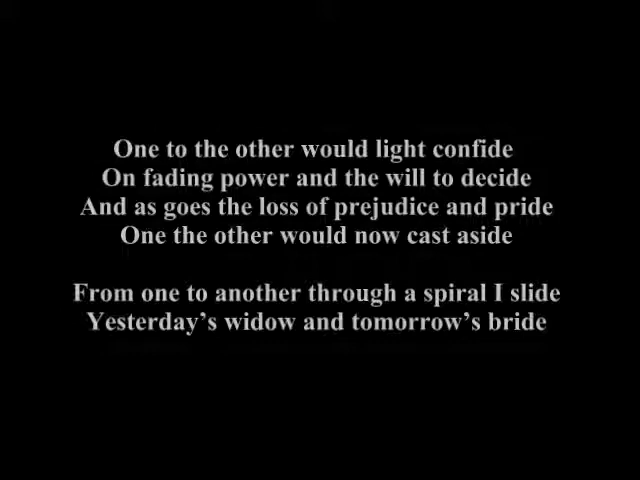 One to the other would light confide
On fading power and the will to decide
And as goes the loss of prejudice and pride
One the other would now cast aside
From one to another through a spiral I slide
Yesterday’s widow and tomorrow’s bride